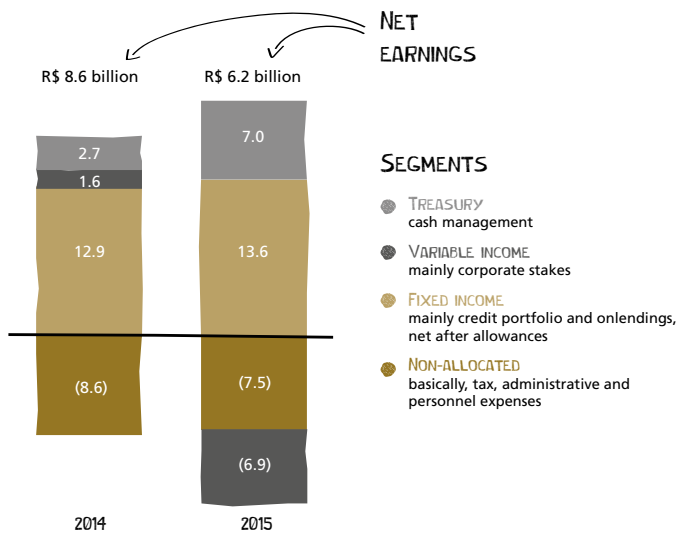 NET
EARNINGS
R$ 8.6 billion
R$ 6.2 billion
2.7
1.6
12.9
(8.6)
2014
7.0
13.6
(7.5)
(6.9)
2015
SEGMENTS
TREASURY
cash management
VARIABLE INCOME
mainly corporate stakes
FIXED INCOME
mainly credit portfolio and onlendings,
net after allowances
NON-ALLOCATED
basically, tax, administrative and
personnel expenses